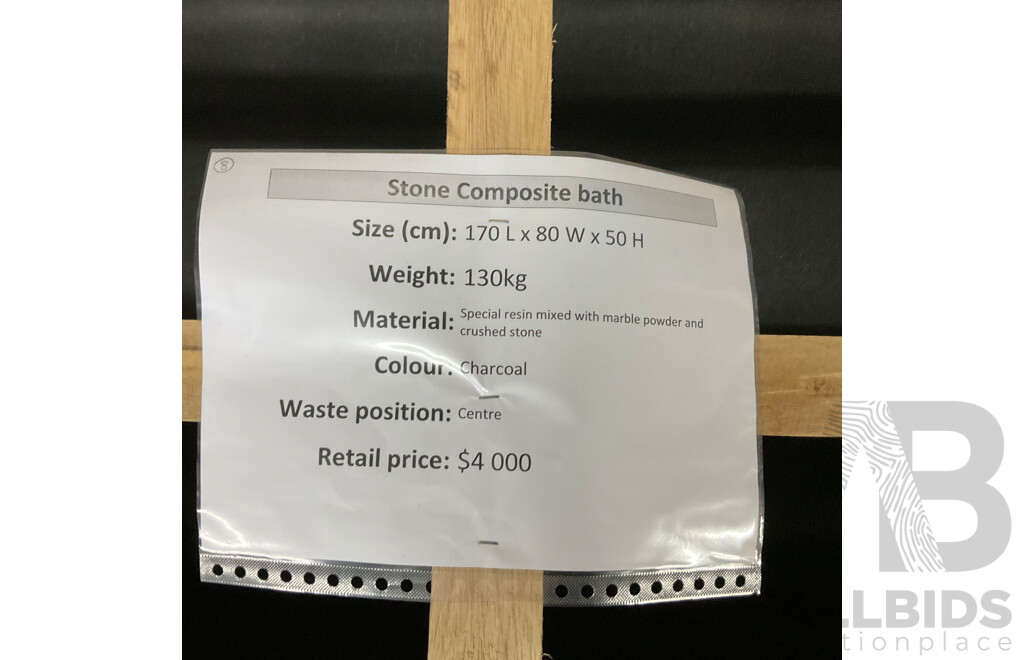 8
Stone Composite bath
Size (cm): 170 L x 80 W x 50 H
Weight: 130kg
Material: Special resin mixed with marble powder and
crushed stone
Colour: Charcoal
Waste position: Centre
Retail price: $4 000
AB
LLBIDS
tionplace